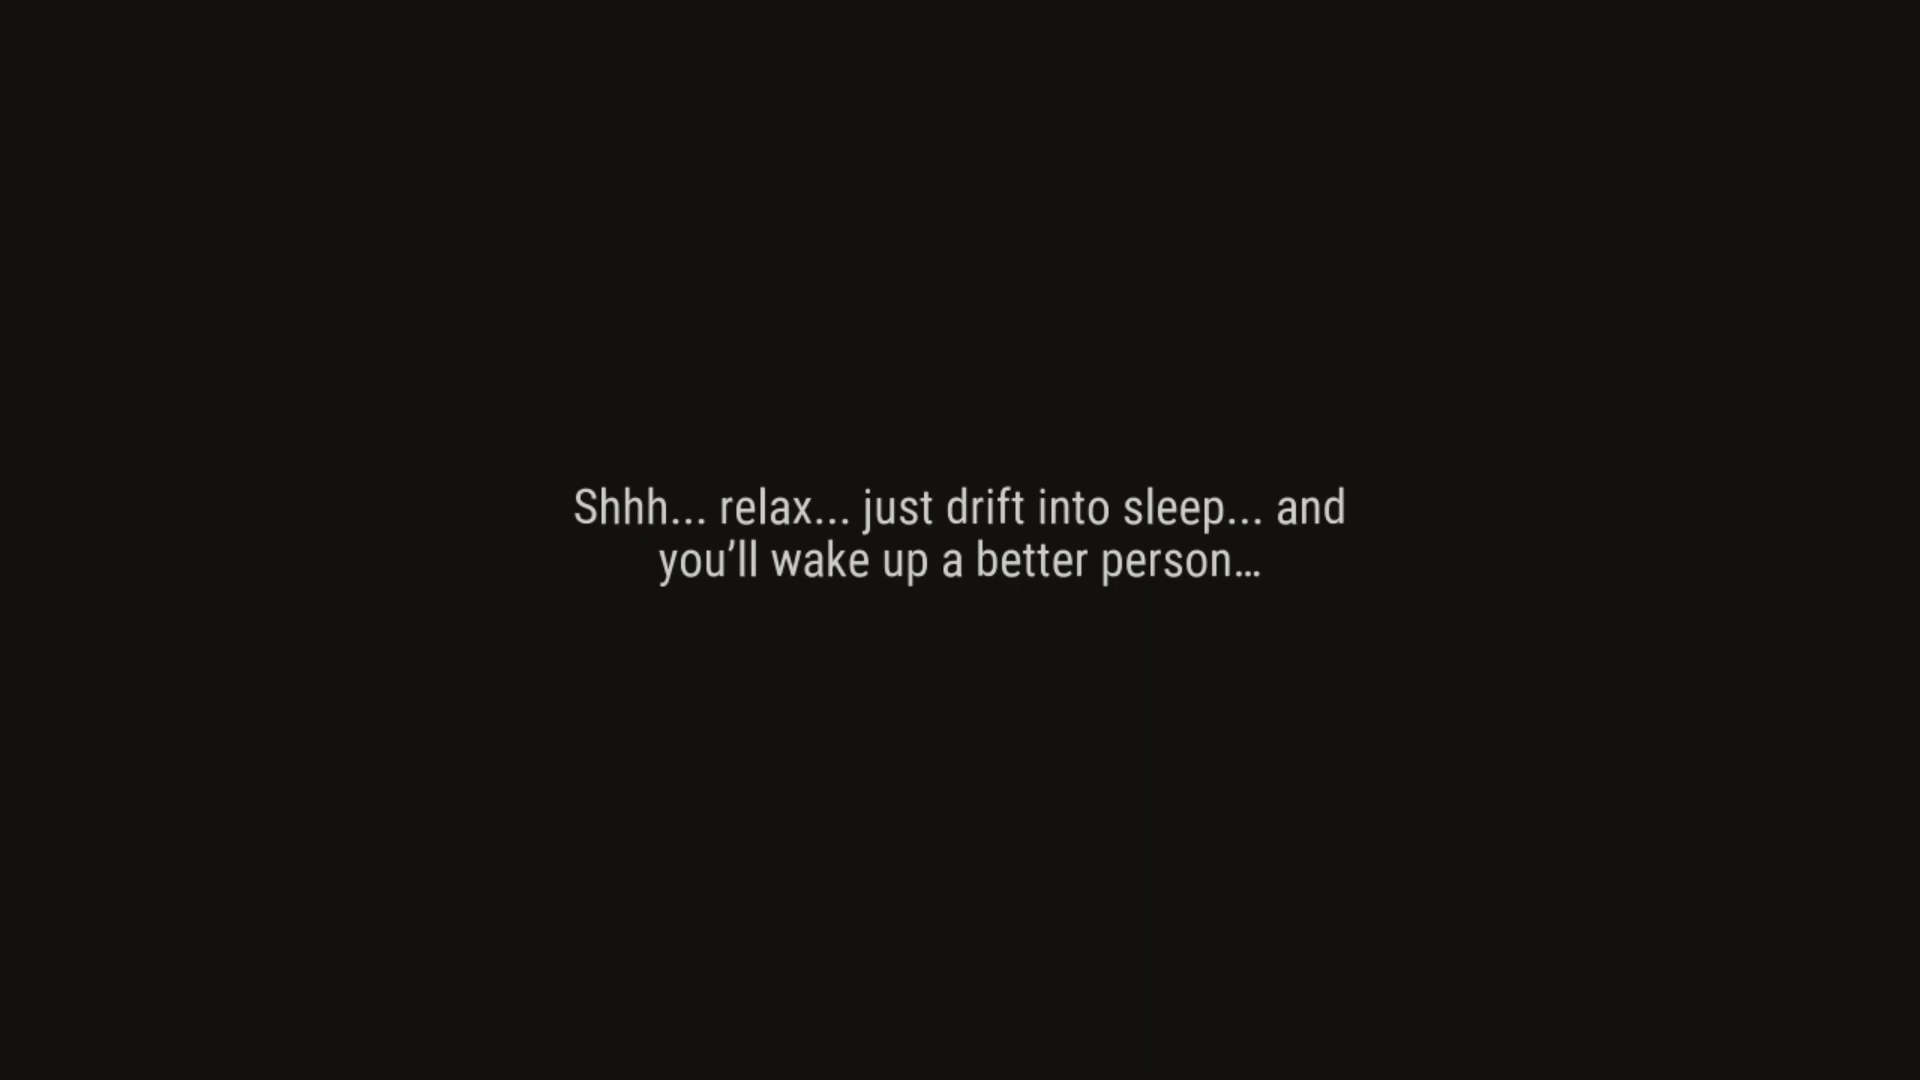 Shhh... relax... just drift into sleep... and
you’ll wake up a better person…